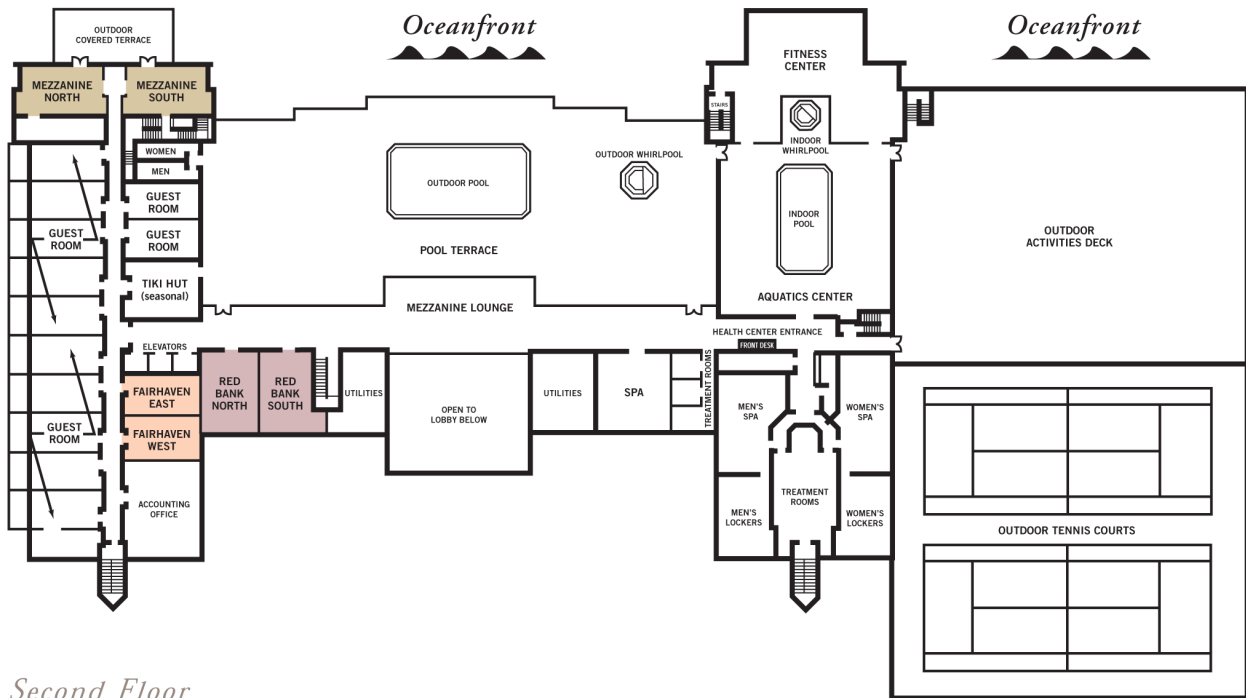 OUTDOOR
COVERED TERRACE
Oceanfront
Oceanfront
MEZZANINE
NORTH
MEZZANINE
SOUTH
FITNESS
CENTER
STAIRS
WOMEN
MEN
OUTDOOR WHIRLPOOL
INDOOR
WHIRLPOOL
OUTDOOR POOL
GUEST
ROOM
GUEST
ROOM
GUEST
ROOM
INDOOR
POOL
OUTDOOR
ACTIVITIES DECK
POOL TERRACE
TIKI HUT
(seasonal)
MEZZANINE LOUNGE
AQUATICS CENTER
HEALTH CENTER ENTRANCE
FRONT DESK
ELEVATORS
FAIRHAVEN
EAST
RED
BANK
NORTH
RED
BANK
SOUTH
UTILITIES
OPEN TO
LOBBY BELOW
UTILITIES
SPA
TREATMENT ROOMS
MEN'S
SPA
WOMEN'S
SPA
GUEST
ROOM
FAIRHAVEN
WEST
ACCOUNTING
OFFICE
TREATMENT
ROOMS
MEN'S
LOCKERS
WOMEN'S
LOCKERS
OUTDOOR TENNIS COURTS
Second Floor